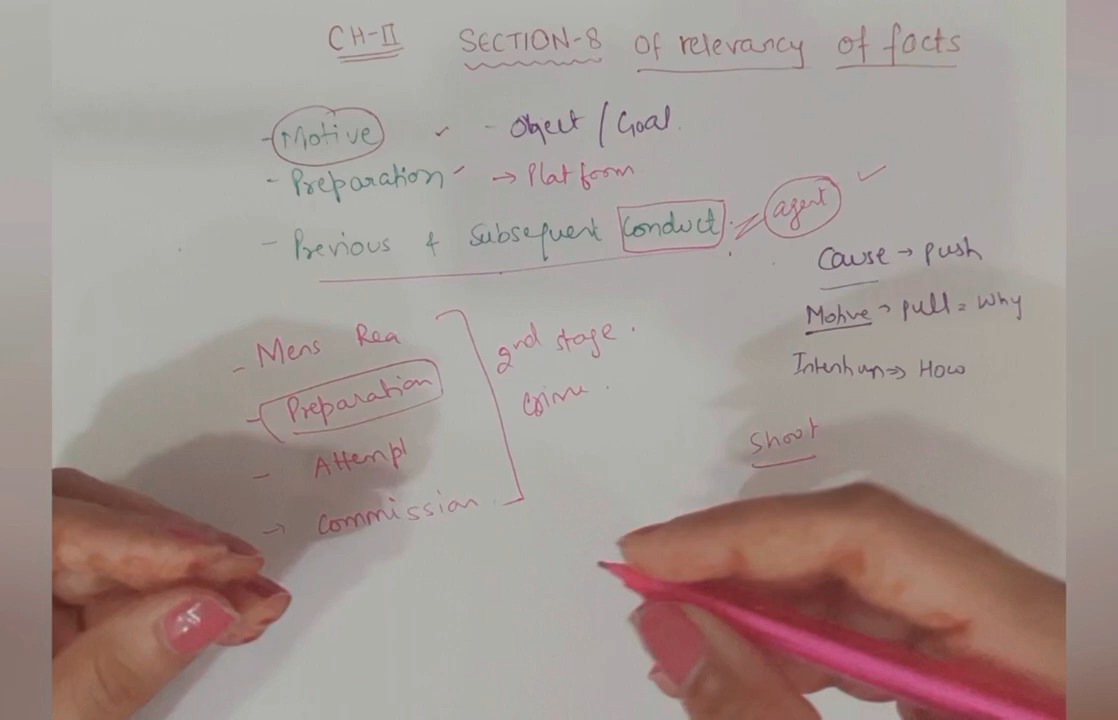 CH-II SECTION-8 Of relevancy of facts
- Motive ✓ - Object / Goal.
- Preparation → Platform
- Previous & Subsequent Conduct. agent ✓
Cause → push
Motive → pull = Why
Intention → How
- Mens Rea
- Preparation
- Attempt
→ Commission
2nd stage.
crime.
Shoot